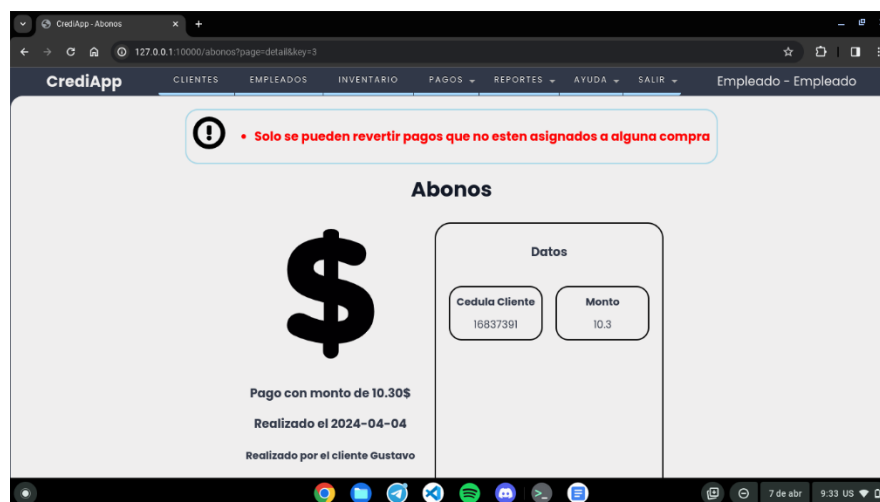 CrediApp - Abonos
127.0.0.1:10000/abonos?page=detail&key=3
CrediApp CLIENTES EMPLEADOS INVENTARIO PAGOS REPORTES AYUDA SALIR Empleado - Empleado
• Solo se pueden revertir pagos que no esten asignados a alguna compra
Abonos
$
Datos
Cedula Cliente Monto
16837391 10.3
Pago con monto de 10.30$
Realizado el 2024-04-04
Realizado por el cliente Gustavo
7 de abr 9:33 US